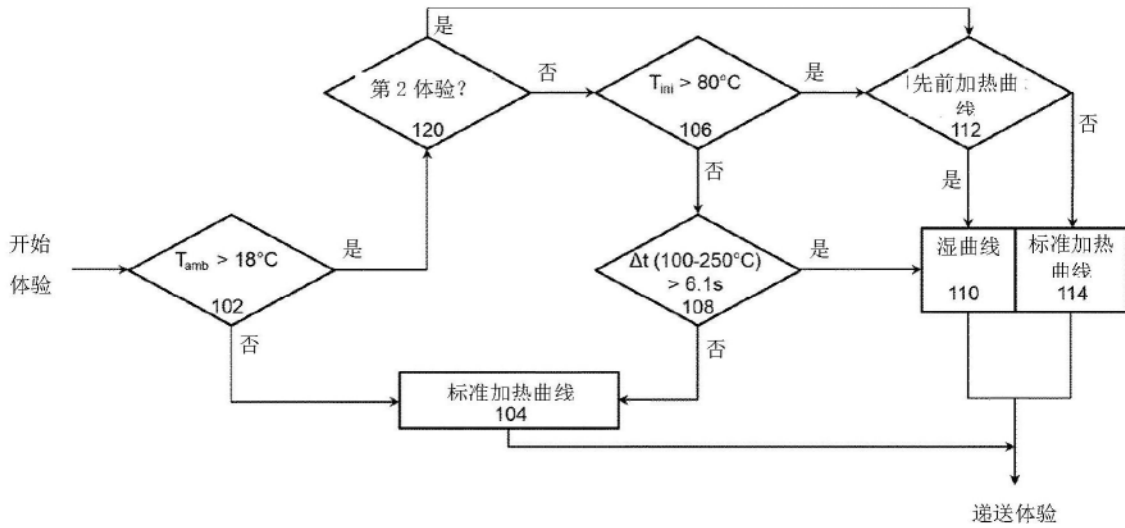 是
第 2 体验？
120
否
T_ini > 80°C
106
是
先前加热曲
线
112
否
否
是
开始
体验
T_amb > 18°C
102
是
Δt (100-250°C)
> 6.1s
108
是
湿曲线
110
标准加热
曲线
114
否
否
标准加热曲线
104
递送体验